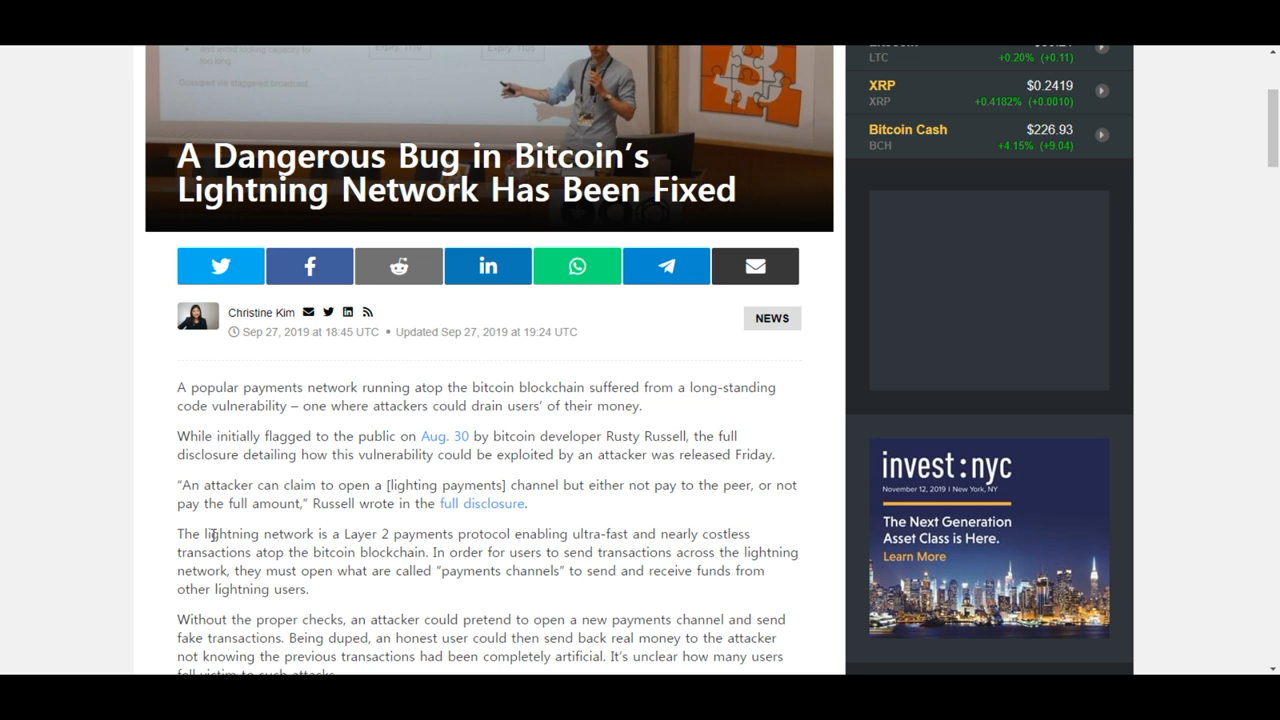 too long.
A Dangerous Bug in Bitcoin's
Lightning Network Has Been Fixed
Christine Kim
Sep 27, 2019 at 18:45 UTC • Updated Sep 27, 2019 at 19:24 UTC
NEWS
A popular payments network running atop the bitcoin blockchain suffered from a long-standing
code vulnerability – one where attackers could drain users' of their money.
While initially flagged to the public on Aug. 30 by bitcoin developer Rusty Russell, the full
disclosure detailing how this vulnerability could be exploited by an attacker was released Friday.
“An attacker can claim to open a [lighting payments] channel but either not pay to the peer, or not
pay the full amount,” Russell wrote in the full disclosure.
The lightning network is a Layer 2 payments protocol enabling ultra-fast and nearly costless
transactions atop the bitcoin blockchain. In order for users to send transactions across the lightning
network, they must open what are called “payments channels” to send and receive funds from
other lightning users.
Without the proper checks, an attacker could pretend to open a new payments channel and send
fake transactions. Being duped, an honest user could then send back real money to the attacker
not knowing the previous transactions had been completely artificial. It's unclear how many users
fell victim to such attacks.
LTC +0.20% (+0.11)
XRP $0.2419
XRP +0.4182% (+0.0010)
Bitcoin Cash $226.93
BCH +4.15% (+9.04)
invest:nyc
November 12, 2019 I New York, NY
The Next Generation
Asset Class is Here.
Learn More